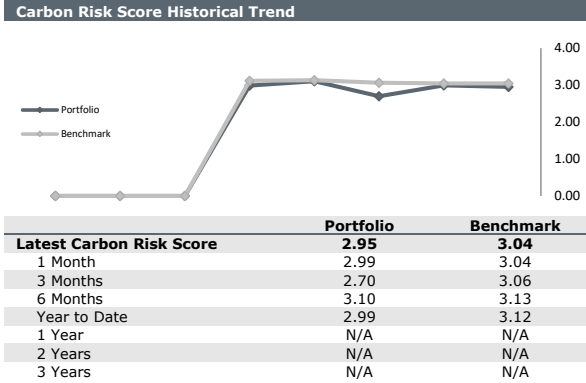 Carbon Risk Score Historical Trend
4.00
3.00
Portfolio
2.00
Benchmark
1.00
0.00
Portfolio Benchmark
Latest Carbon Risk Score 2.95 3.04
1 Month 2.99 3.04
3 Months 2.70 3.06
6 Months 3.10 3.13
Year to Date 2.99 3.12
1 Year N/A N/A
2 Years N/A N/A
3 Years N/A N/A